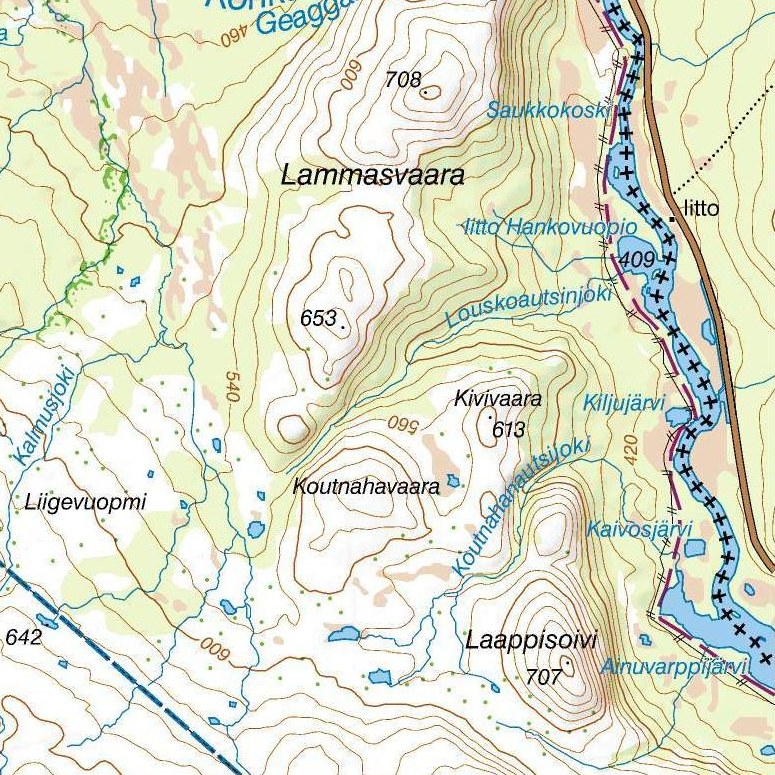 Geagga
460
600
708
Saukkokoski
Lammasvaara
Iitto
Iitto Hankovuopio
409
Louskoautsinjoki
653
540
Kalmusjoki
Kivivaara
613
Kiljujärvi
560
420
Koutnahavaara
Koutnahanautsijoki
Liigevuopmi
Kaivosjärvi
642
600
Laappisoivi
707
Ainuvarppijärvi